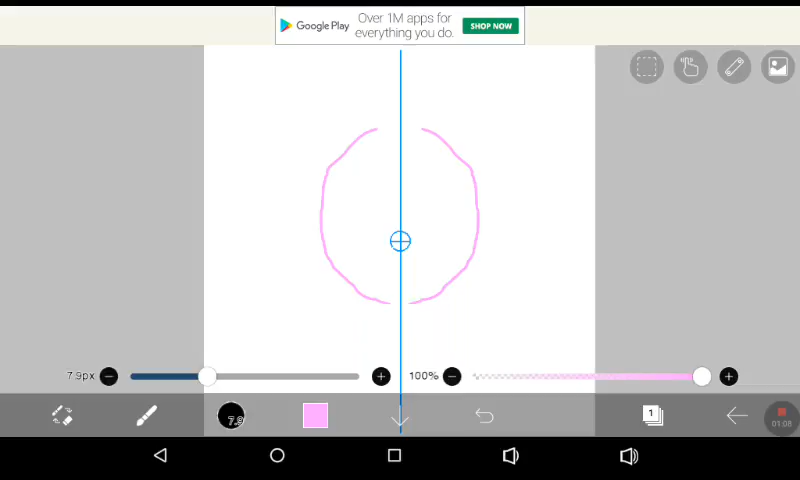 Google Play
Over 1M apps for
everything you do.
SHOP NOW
7.9px
100%
7.9
1
01:08